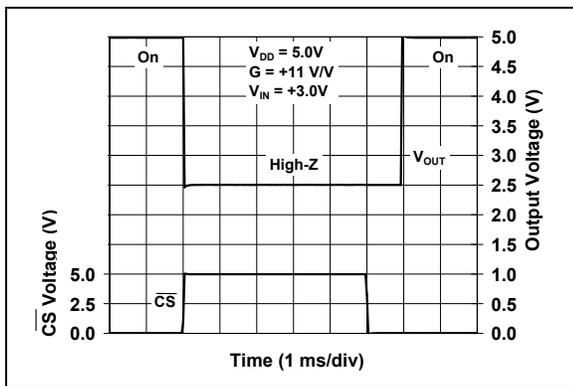 On
V_DD = 5.0V
G = +11 V/V
V_IN = +3.0V
On
High-Z
V_OUT
C̅S̅
5.0
4.5
4.0
3.5
3.0
2.5
2.0
1.5
1.0
0.5
0.0
Output Voltage (V)
5.0
2.5
0.0
C̅S̅ Voltage (V)
Time (1 ms/div)